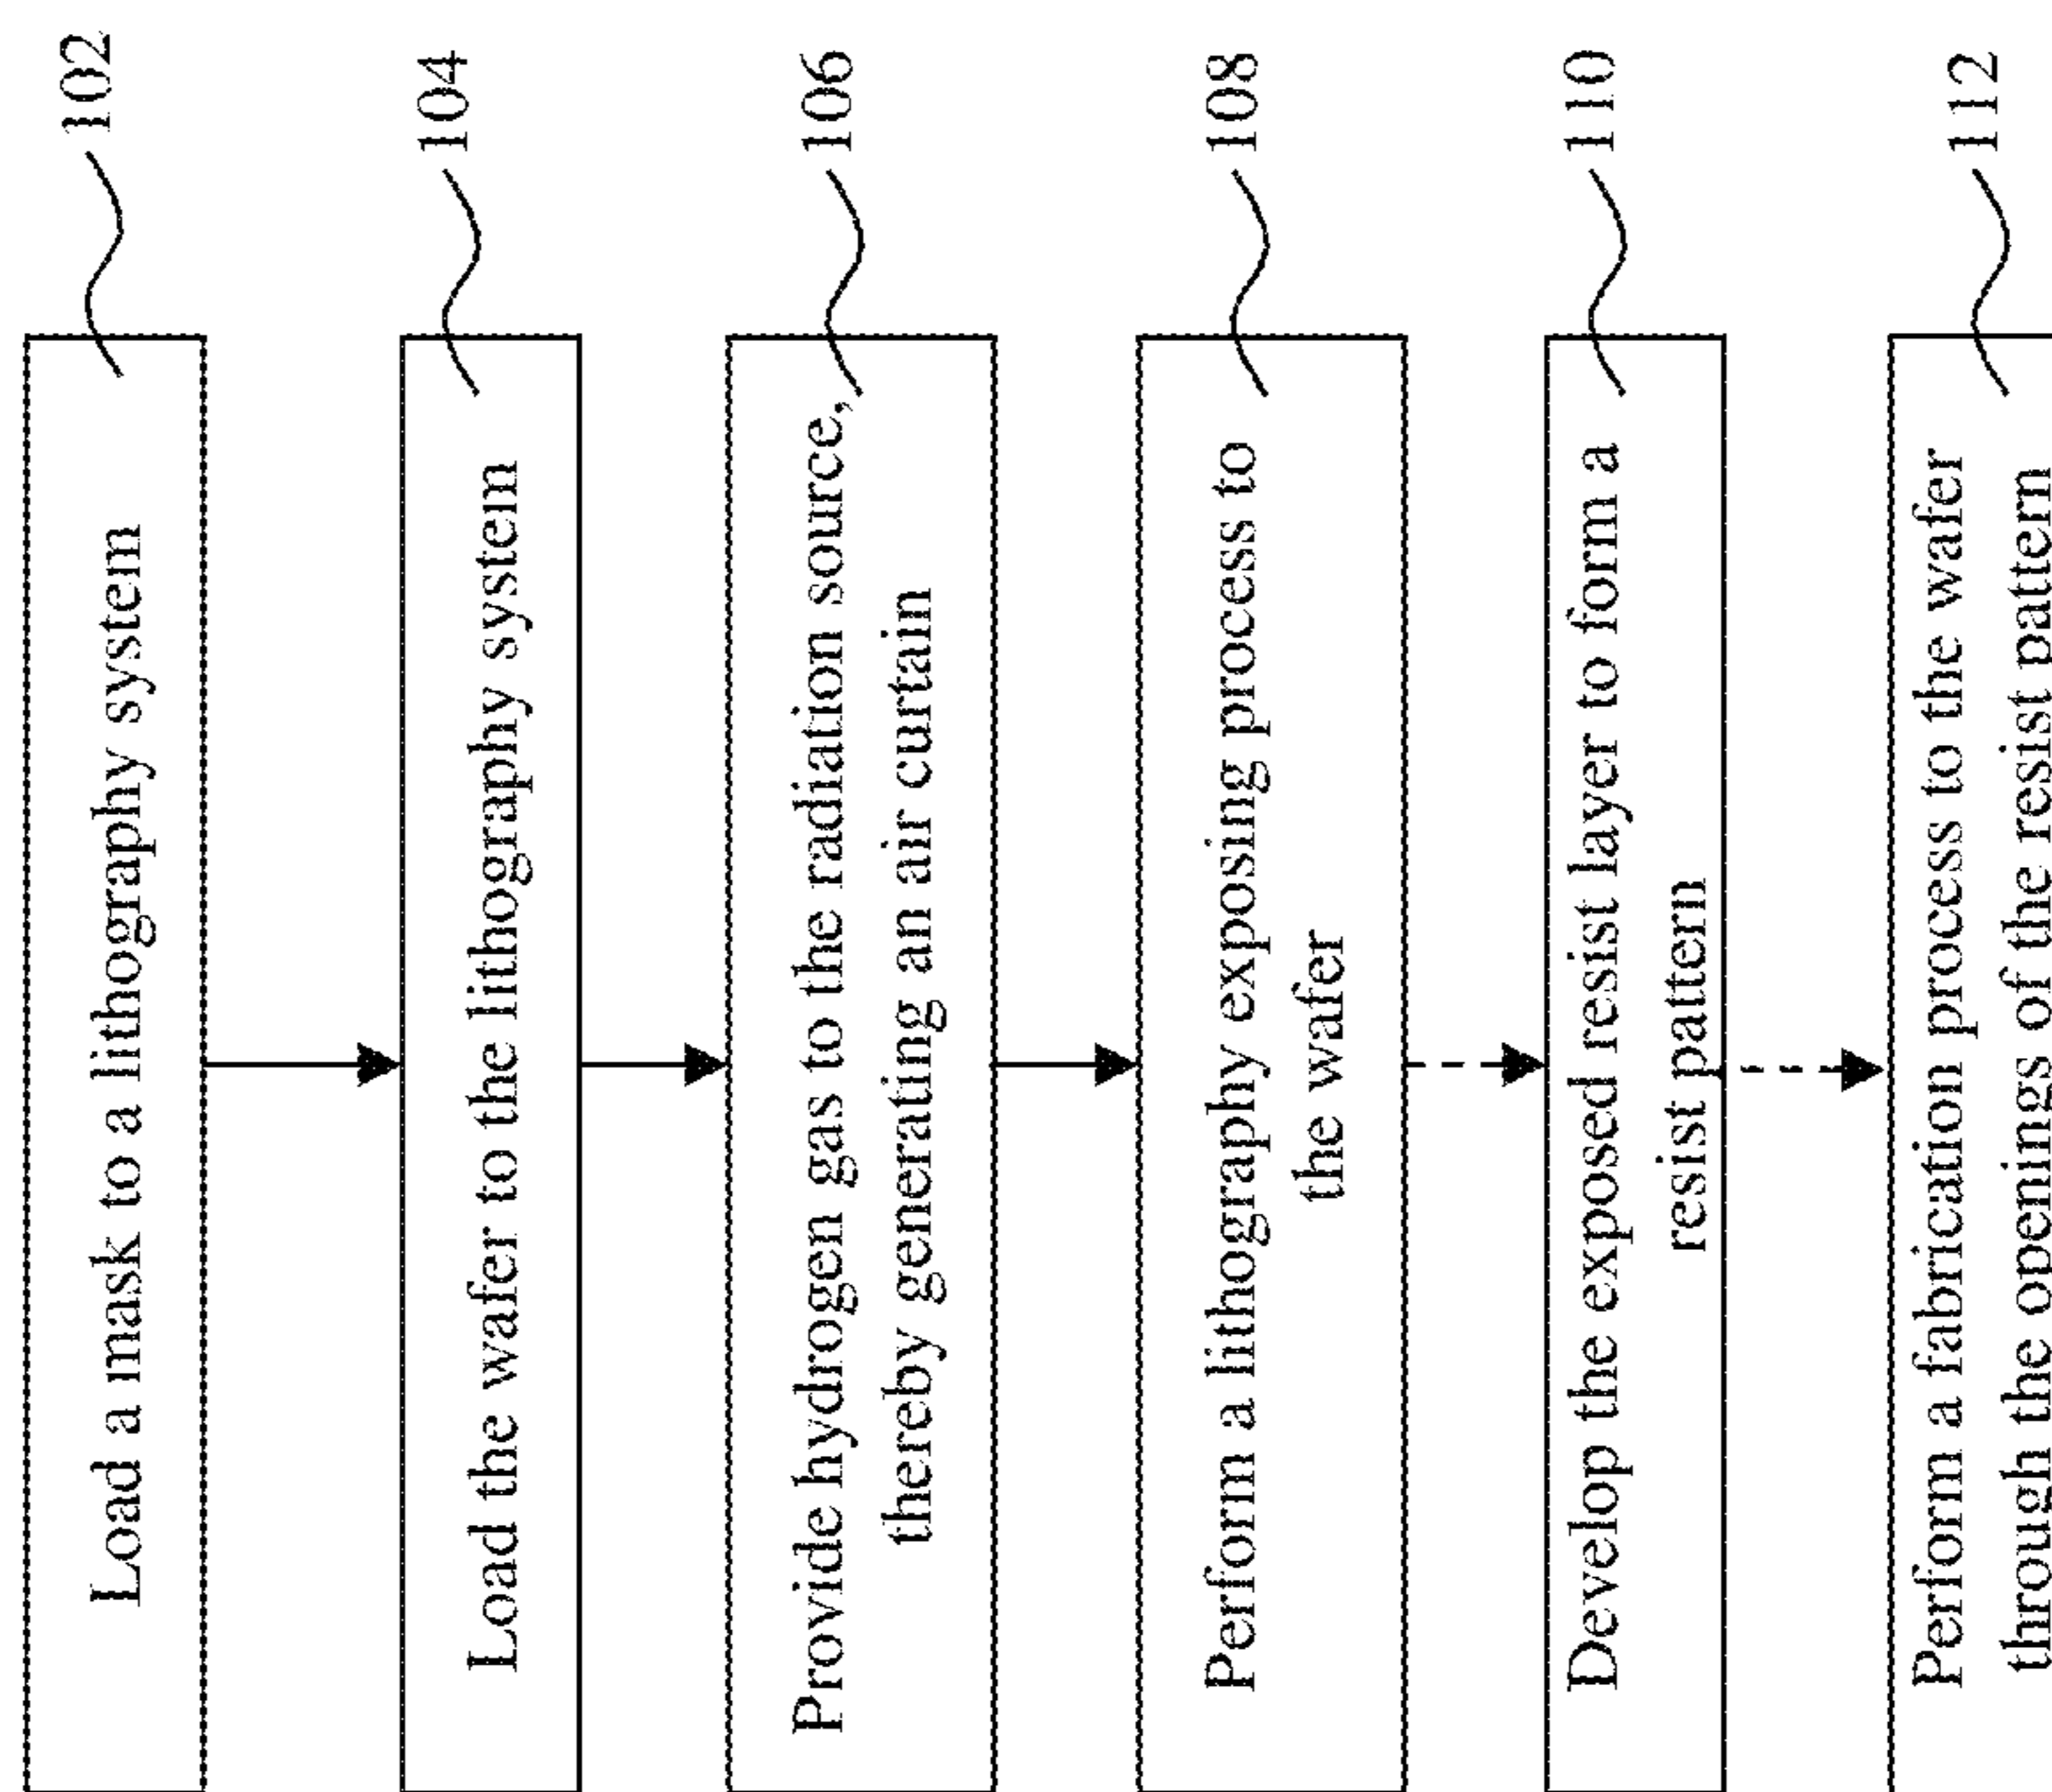 Load a mask to a lithography system
102
Load the wafer to the lithography system
104
Provide hydrogen gas to the radiation source,
thereby generating an air curtain
106
Perform a lithography exposing process to
the wafer
108
Develop the exposed resist layer to form a
resist pattern
110
Perform a fabrication process to the wafer
through the openings of the resist pattern
112